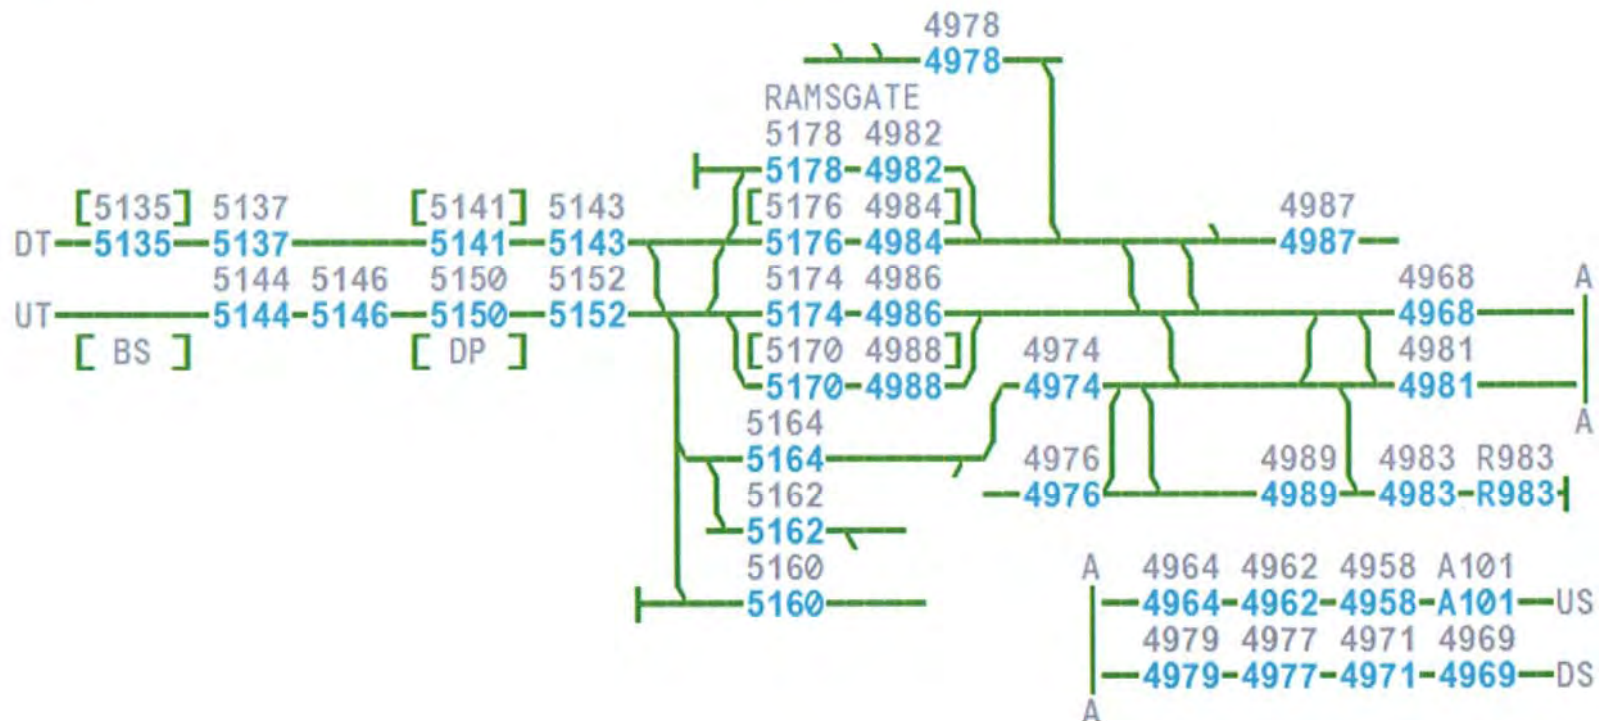 4978
4978
RAMSGATE
5178 4982
5178 4982
[5135] 5137 [5141] 5143 [5176 4984] 4987
DT 5135 5137 5141 5143 5176 4984 4987
5144 5146 5150 5152 5174 4986 4968 A
UT 5144 5146 5150 5152 5174 4986 4968
[ BS ] [ DP ] [5170 4988] 4974 4981
5170 4988 4974 4981
5164 A
5164 4976 4989 4983 R983
5162 4976 4989 4983 R983
5162
5160 A 4964 4962 4958 A101
5160 4964 4962 4958 A101 US
4979 4977 4971 4969
4979 4977 4971 4969 DS
A